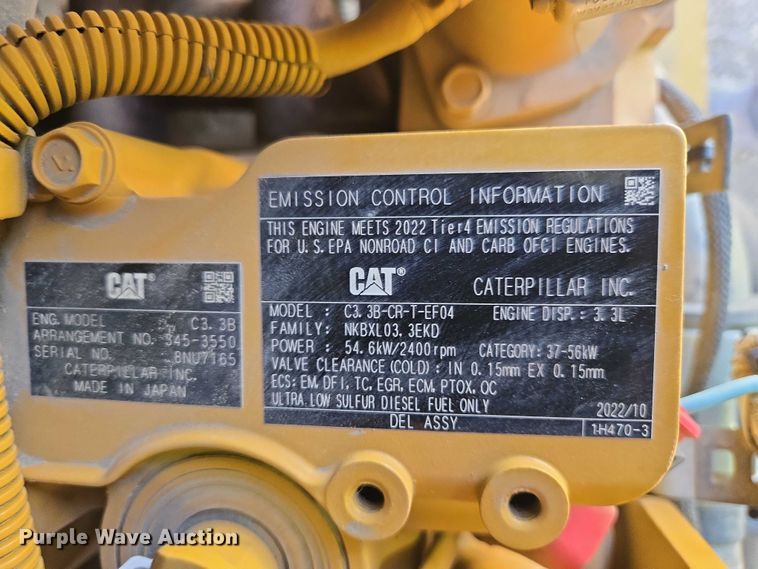 CAT®
ENG. MODEL C3.3B
ARRANGEMENT NO. 345-3550
SERIAL NO. 8NU7165
CATERPILLAR INC.
MADE IN JAPAN
EMISSION CONTROL INFORMATION
THIS ENGINE MEETS 2022 Tier4 EMISSION REGULATIONS
FOR U.S.EPA NONROAD CI AND CARB OFCI ENGINES.
CAT® CATERPILLAR INC.
MODEL : C3.3B-CR-T-EF04 ENGINE DISP.: 3.3L
FAMILY: NKBXL03.3EKD
POWER : 54.6kW/2400rpm CATEGORY: 37-56kW
VALVE CLEARANCE(COLD): IN 0.15mm EX 0.15mm
ECS: EM, DFI, TC, EGR, ECM, PTOX, OC
ULTRA LOW SULFUR DIESEL FUEL ONLY
2022/10
DEL ASSY 1H470-3
Purple Wave Auction